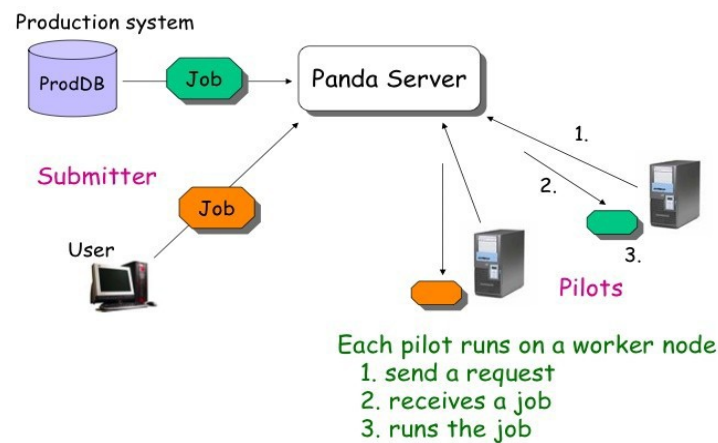 Production system
ProdDB
Job
Panda Server
1.
Submitter
2.
Job
User
3.
Pilots
Each pilot runs on a worker node
1. send a request
2. receives a job
3. runs the job